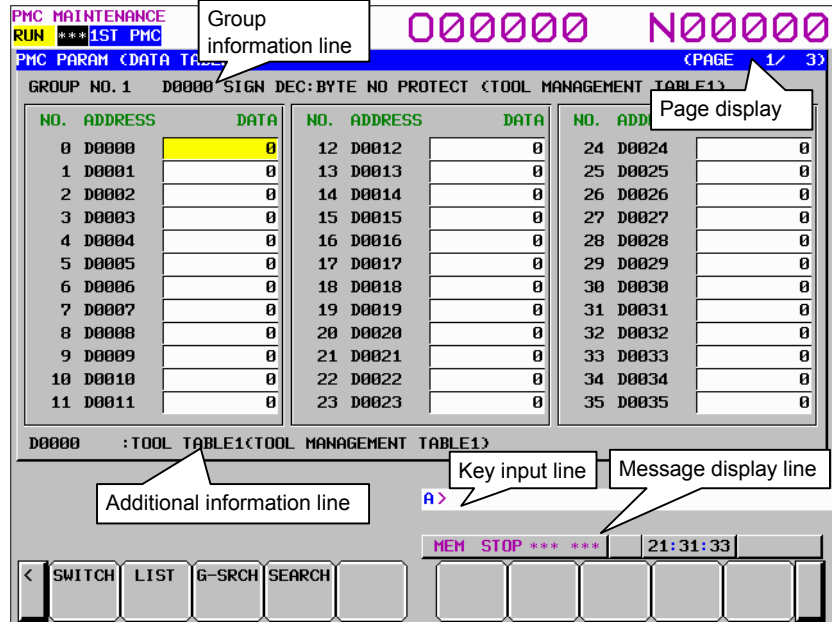 PMC MAINTENANCE
RUN ***1ST PMC
O00000 N00000
Group
information line
PMC PARAM (DATA (PAGE 1/ 3)
GROUP NO.1 D0000 SIGN DEC:BYTE NO PROTECT (TOOL MANAGEMENT TABLE1)
Page display
NO. ADDRESS DATA NO. ADDRESS DATA NO.
0 D0000 0 12 D0012 0 24 D0024 0
1 D0001 0 13 D0013 0 25 D0025 0
2 D0002 0 14 D0014 0 26 D0026 0
3 D0003 0 15 D0015 0 27 D0027 0
4 D0004 0 16 D0016 0 28 D0028 0
5 D0005 0 17 D0017 0 29 D0029 0
6 D0006 0 18 D0018 0 30 D0030 0
7 D0007 0 19 D0019 0 31 D0031 0
8 D0008 0 20 D0020 0 32 D0032 0
9 D0009 0 21 D0021 0 33 D0033 0
10 D0010 0 22 D0022 0 34 D0034 0
11 D0011 0 23 D0023 0 35 D0035 0
D0000 :TOOL TABLE1(TOOL MANAGEMENT TABLE1)
Key input line
Message display line
Additional information line
A>
MEM STOP *** *** 21:31:33
< SWITCH LIST G-SRCH SEARCH